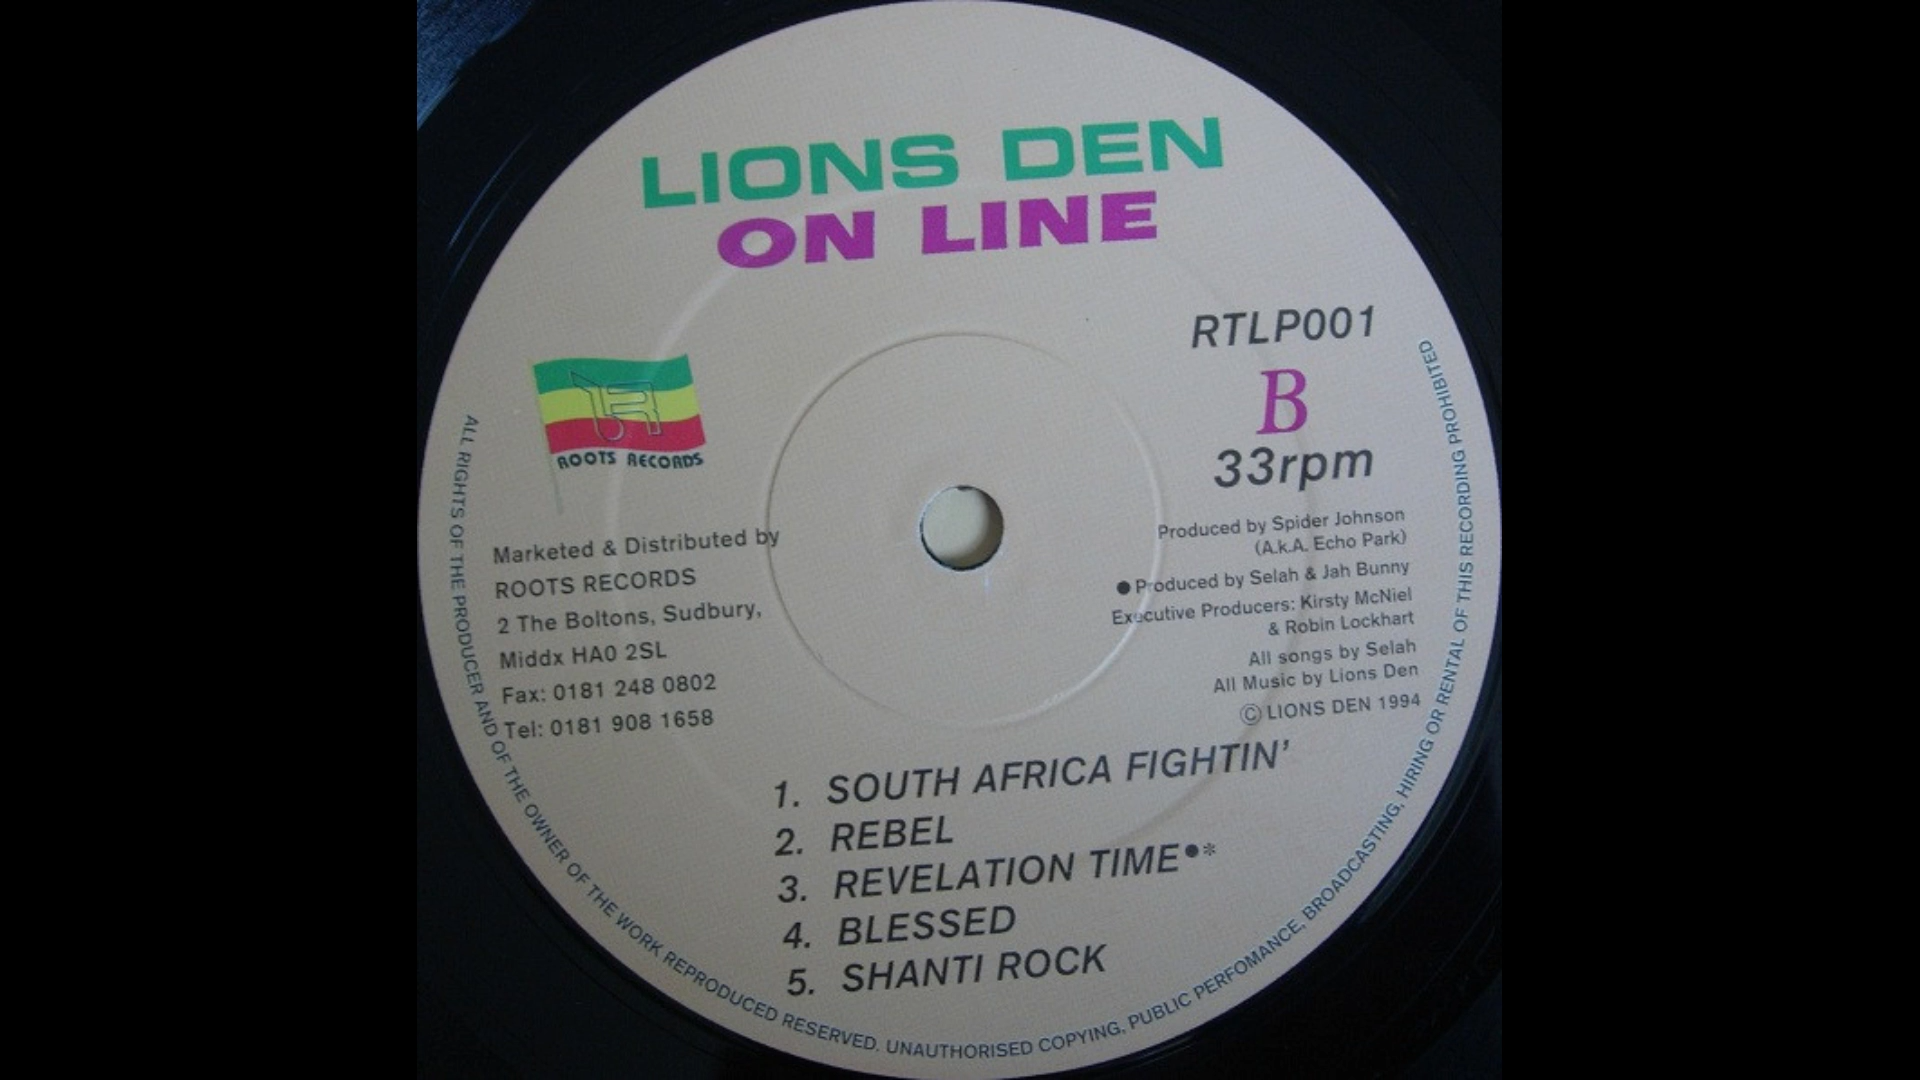 LIONS DEN
ON LINE
RTLP001
B
33rpm
ROOTS RECORDS
Marketed & Distributed by
ROOTS RECORDS
2 The Boltons, Sudbury,
Middx HA0 2SL
Fax: 0181 248 0802
Tel: 0181 908 1658
Produced by Spider Johnson
(A.k.A. Echo Park)
●Produced by Selah & Jah Bunny
Executive Producers: Kirsty McNiel
& Robin Lockhart
All songs by Selah
All Music by Lions Den
© LIONS DEN 1994
1. SOUTH AFRICA FIGHTIN'
2. REBEL
3. REVELATION TIME●*
4. BLESSED
5. SHANTI ROCK
ALL RIGHTS OF THE PRODUCER AND OF THE OWNER OF THE WORK REPRODUCED RESERVED. UNAUTHORISED COPYING, PUBLIC PERFOMANCE, BROADCASTING, HIRING OR RENTAL OF THIS RECORDING PROHIBITED